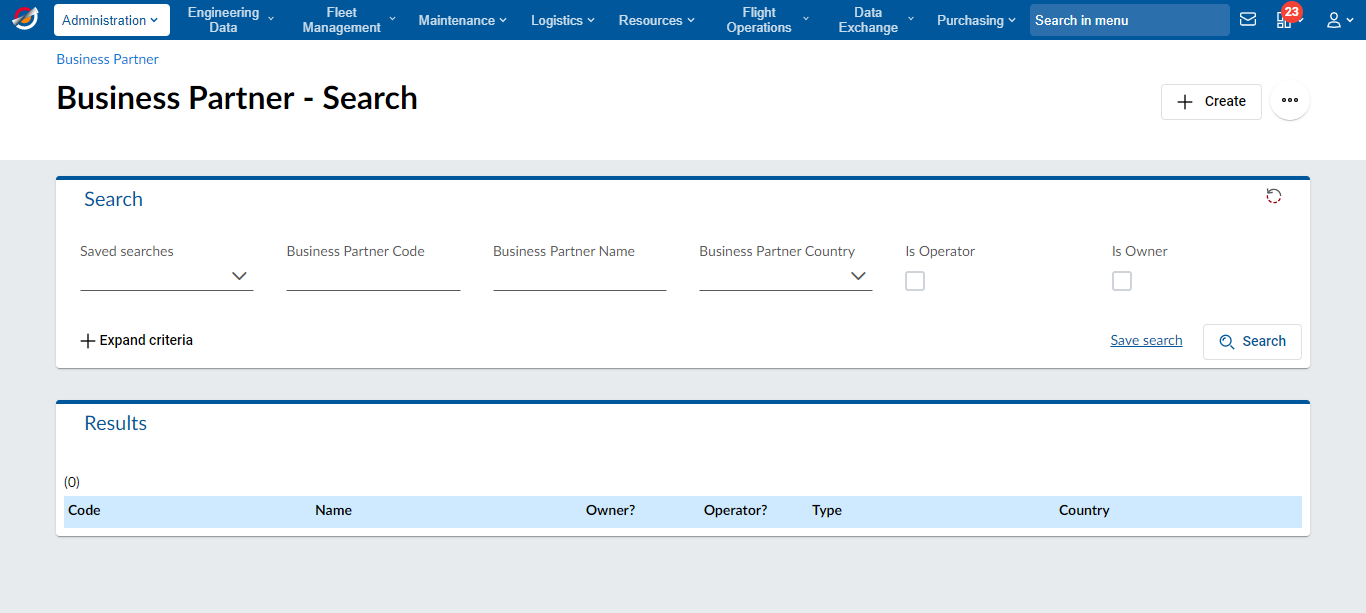 Administration
Engineering Data
Fleet Management
Maintenance
Logistics
Resources
Flight Operations
Data Exchange
Purchasing
Search in menu
23
Business Partner
Business Partner - Search
Create
Search
Saved searches
Business Partner Code
Business Partner Name
Business Partner Country
Is Operator
Is Owner
Expand criteria
Save search
Search
Results
(0)
Code Name Owner? Operator? Type Country